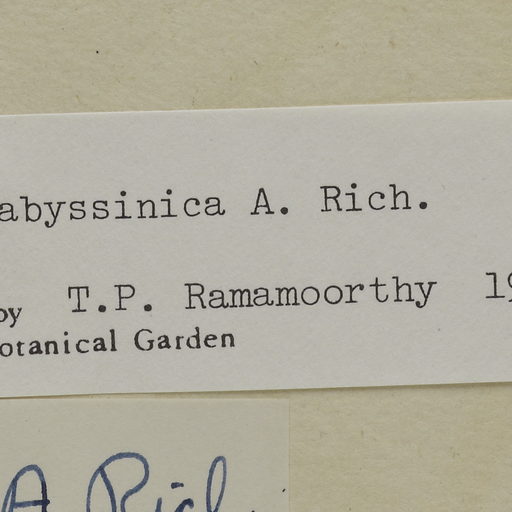 abyssinica A. Rich.
by T.P. Ramamoorthy 19
otanical Garden
A Rich.